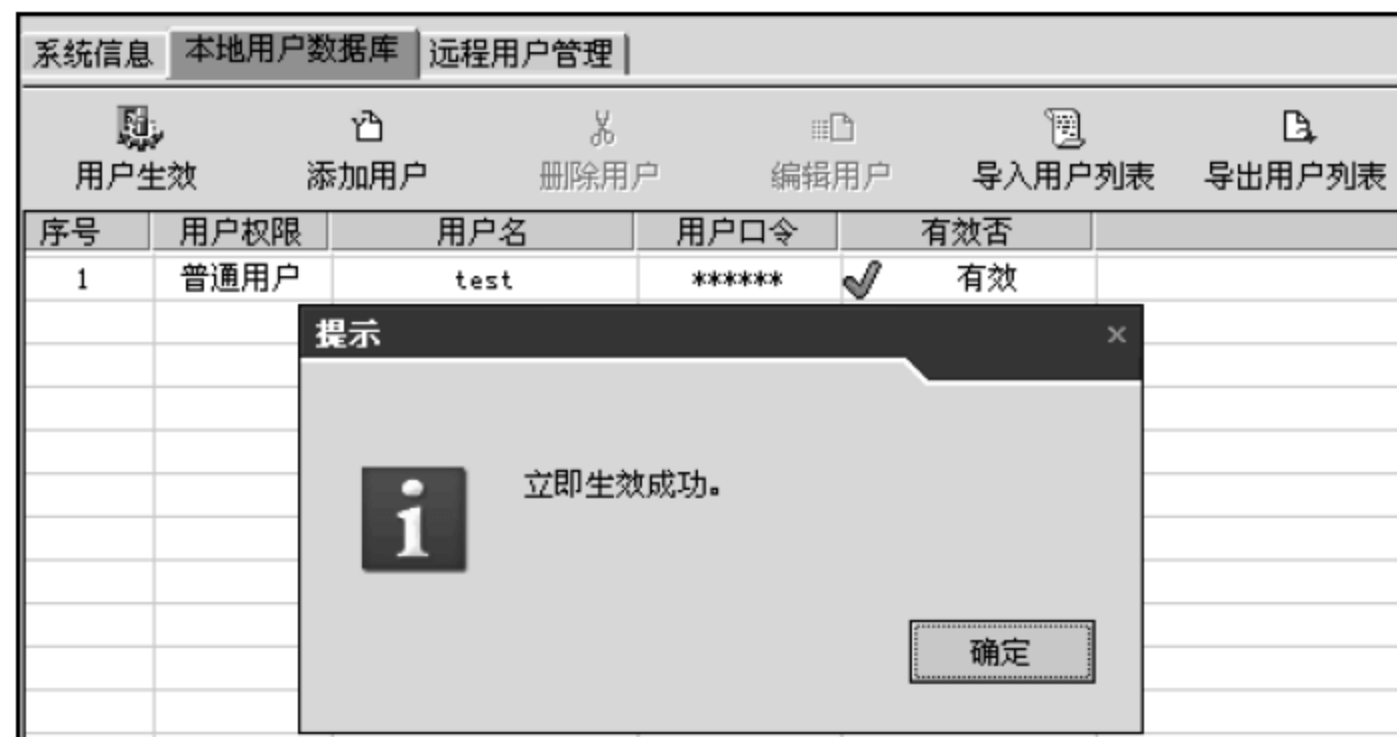 系统信息 本地用户数据库 远程用户管理
用户生效 添加用户 删除用户 编辑用户 导入用户列表 导出用户列表
序号 用户权限 用户名 用户口令 有效否
1 普通用户 test ****** 有效
提示
立即生效成功。
确定